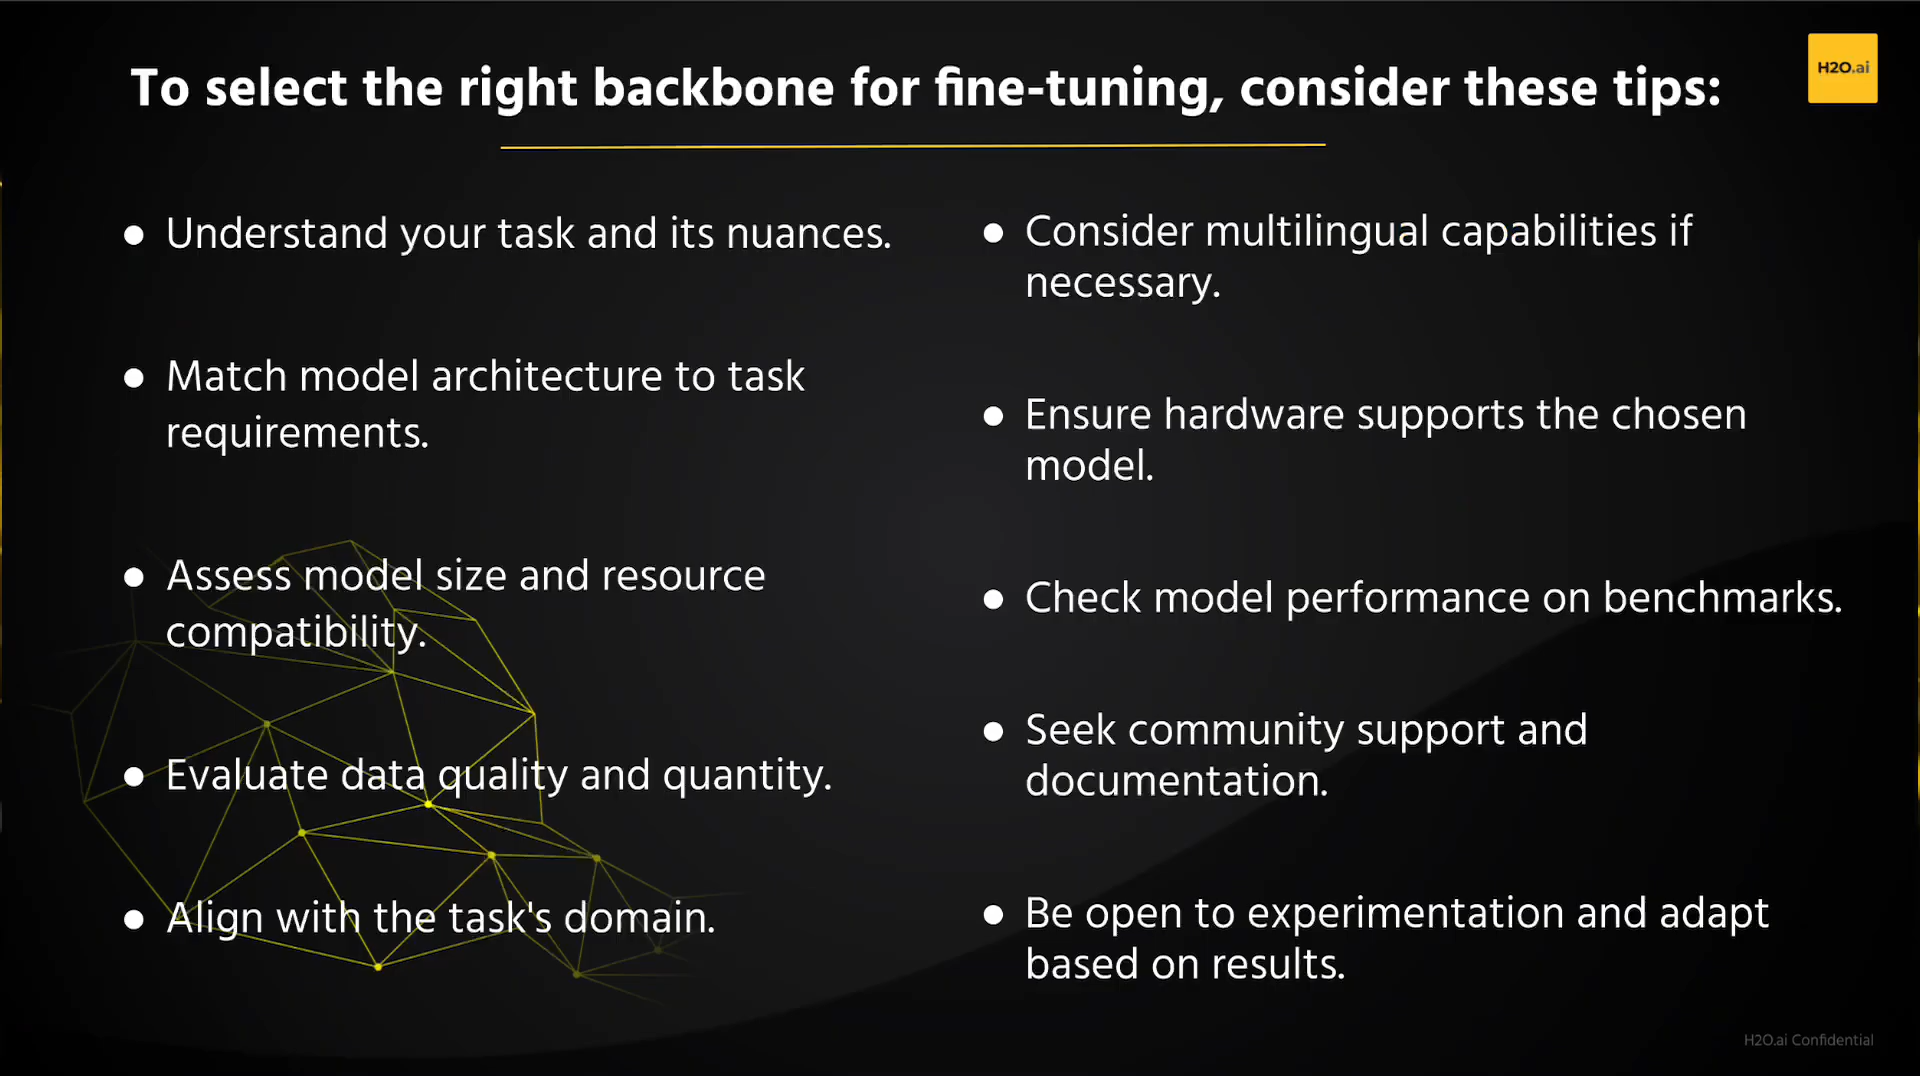 To select the right backbone for fine-tuning, consider these tips:
H2O.ai
● Understand your task and its nuances.
● Match model architecture to task
requirements.
● Assess model size and resource
compatibility.
● Evaluate data quality and quantity.
● Align with the task's domain.
● Consider multilingual capabilities if
necessary.
● Ensure hardware supports the chosen
model.
● Check model performance on benchmarks.
● Seek community support and
documentation.
● Be open to experimentation and adapt
based on results.
H2O.ai Confidential